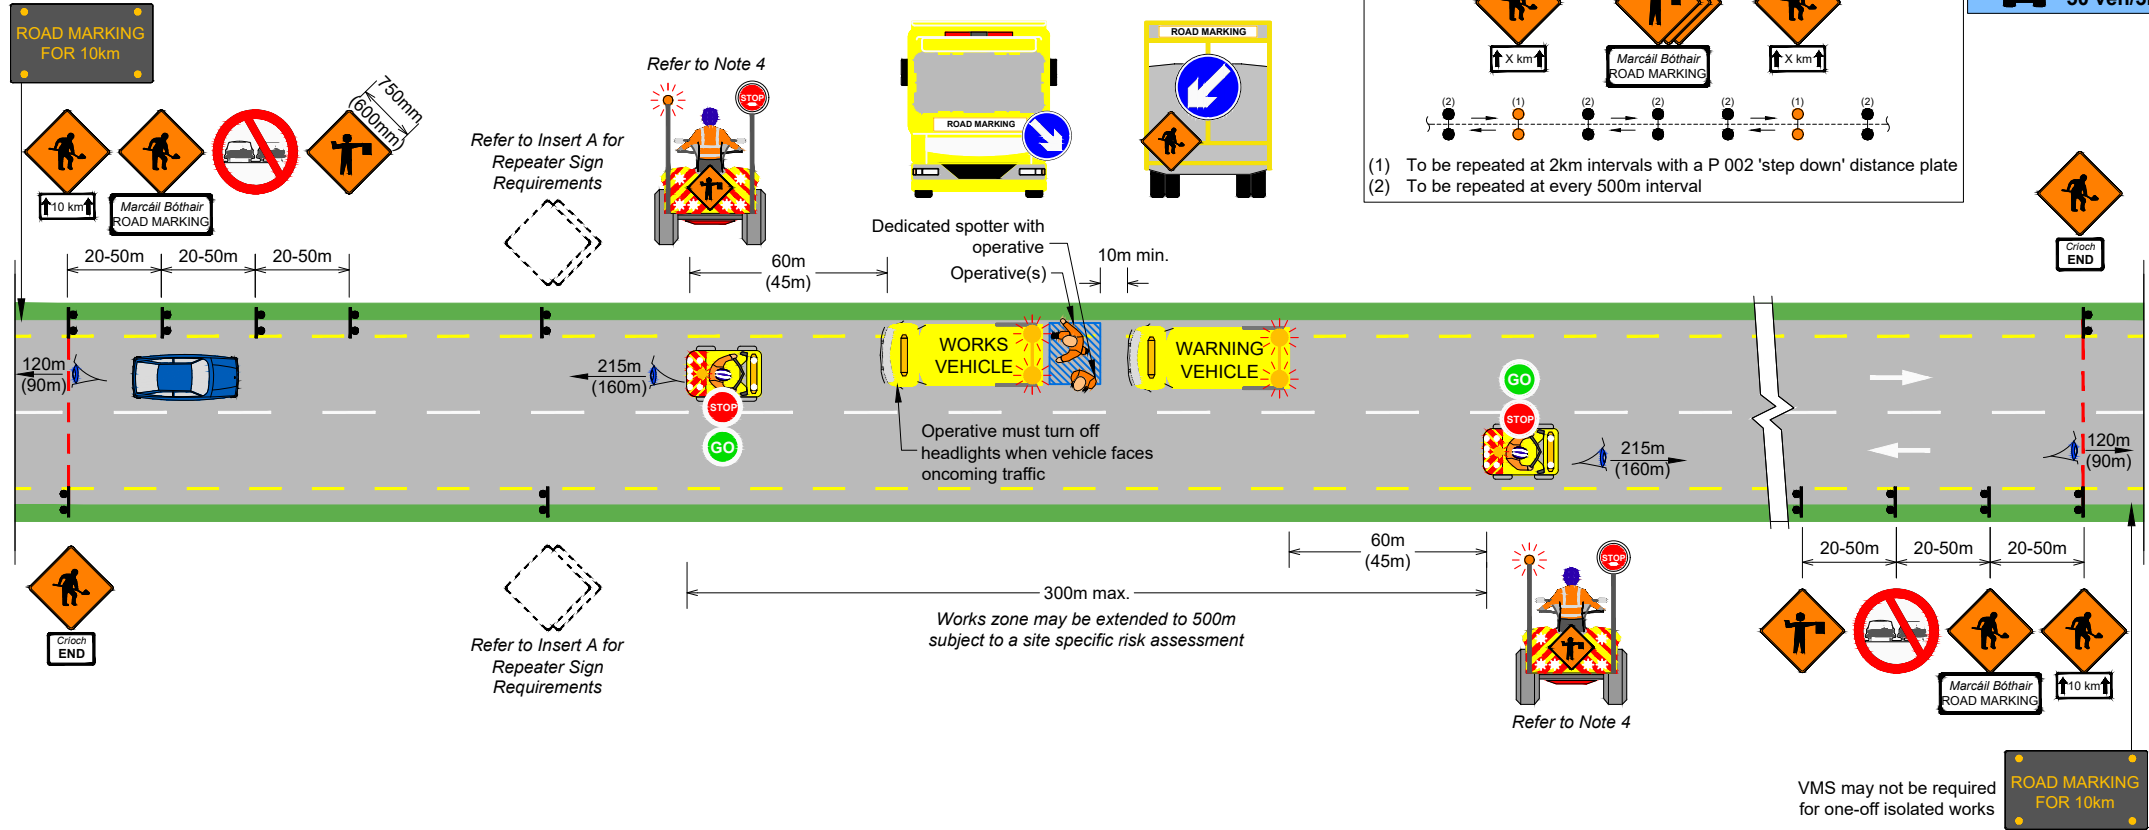 ROAD MARKING
FOR 10km
10 km
Marcáil Bóthair
ROAD MARKING
750mm
(600mm)
Refer to Insert A for
Repeater Sign
Requirements
Refer to Note 4
STOP
ROAD MARKING
ROAD MARKING
X km
Marcáil Bóthair
ROAD MARKING
X km
(2)
(1)
(2)
(2)
(2)
(1)
(2)
(1) To be repeated at 2km intervals with a P 002 'step down' distance plate
(2) To be repeated at every 500m interval
Críoch
END
20-50m
20-50m
20-50m
60m
(45m)
Dedicated spotter with
operative
Operative(s)
10m min.
120m
(90m)
215m
(160m)
STOP
GO
WORKS
VEHICLE
WARNING
VEHICLE
Operative must turn off
headlights when vehicle faces
oncoming traffic
GO
STOP
215m
(160m)
120m
(90m)
Críoch
END
Refer to Insert A for
Repeater Sign
Requirements
300m max.
Works zone may be extended to 500m
subject to a site specific risk assessment
60m
(45m)
STOP
Refer to Note 4
20-50m
20-50m
20-50m
Marcáil Bóthair
ROAD MARKING
10 km
VMS may not be required
for one-off isolated works
ROAD MARKING
FOR 10km